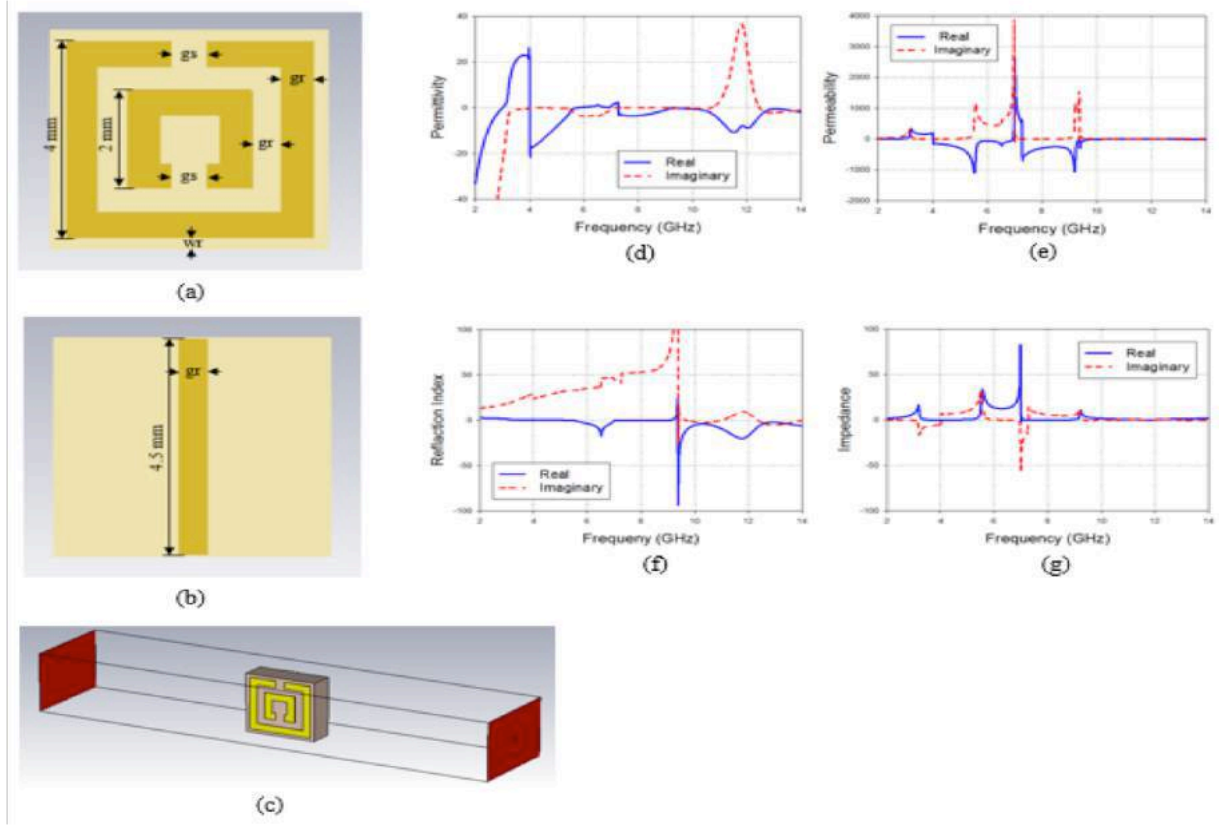 gs
gr
4 mm
2 mm
gr
gs
wr
(a)
gr
4.5 mm
(b)
(c)
40
20
0
-20
-40
Permittivity
Real
Imaginary
2 4 6 8 10 12 14
Frequency (GHz)
(d)
4000
3000
2000
1000
0
-1000
-2000
Permeability
Real
Imaginary
2 4 6 8 10 12 14
Frequency (GHz)
(e)
100
50
0
-50
-100
Reflaction Index
Real
Imaginary
2 4 6 8 10 12 14
Frequeny (GHz)
(f)
100
50
0
-50
-100
Impedance
Real
Imaginary
2 4 6 8 10 12 14
Frequency (GHz)
(g)